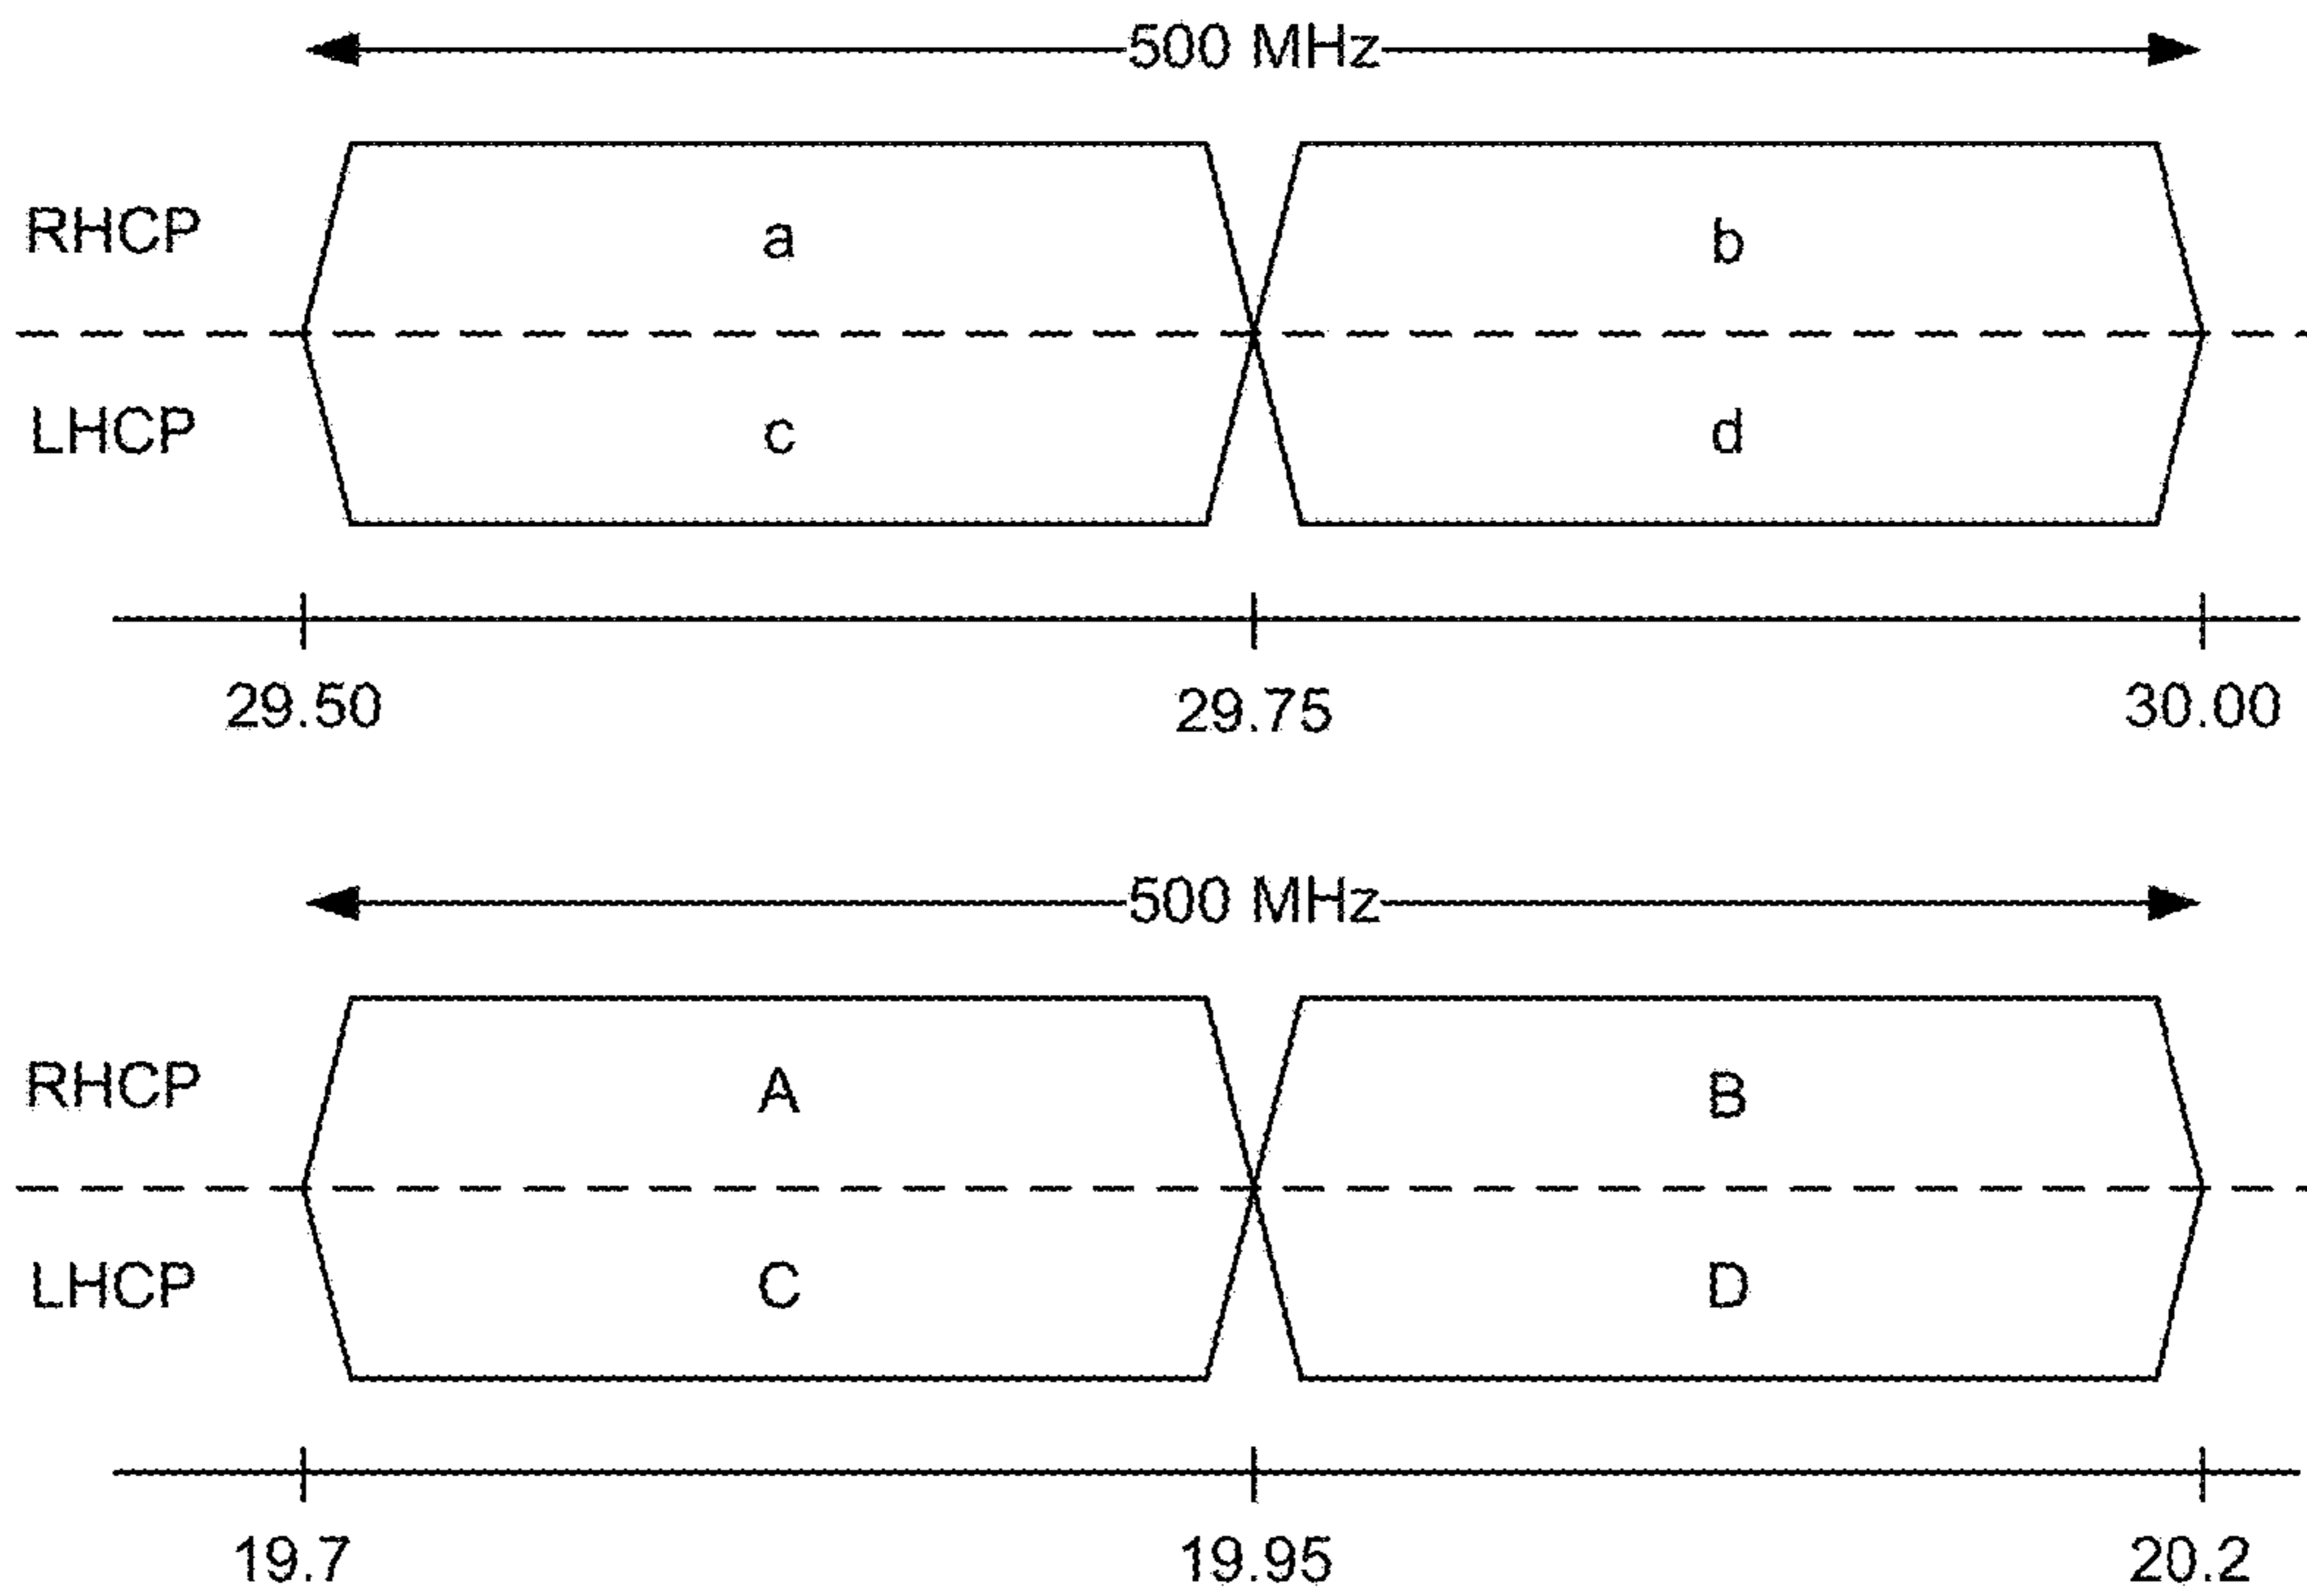 500 MHz
RHCP a b
LHCP c d
29.50 29.75 30.00
500 MHz
RHCP A B
LHCP C D
19.7 19.95 20.2